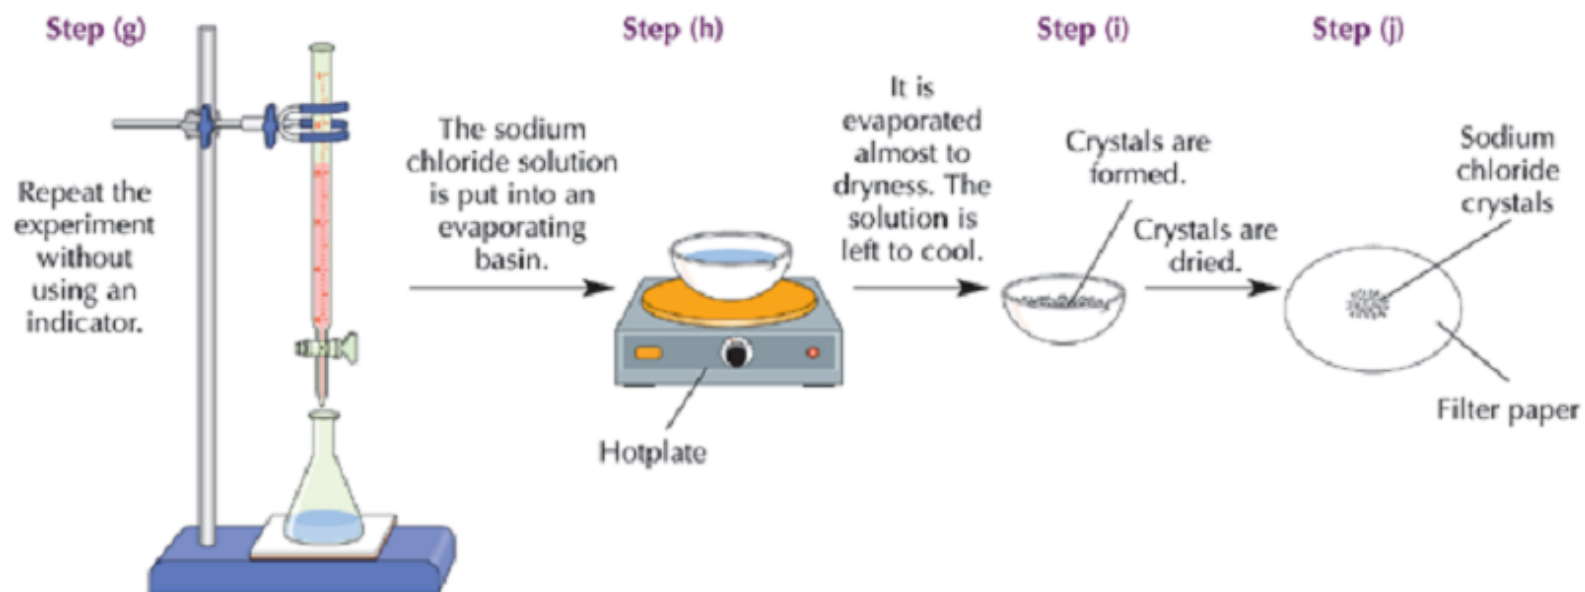 Step (g)
Repeat the
experiment
without
using an
indicator.
Step (h)
The sodium
chloride solution
is put into an
evaporating
basin.
Hotplate
Step (i)
It is
evaporated
almost to
dryness. The
solution is
left to cool.
Crystals are
formed.
Step (j)
Crystals are
dried.
Sodium
chloride
crystals
Filter paper